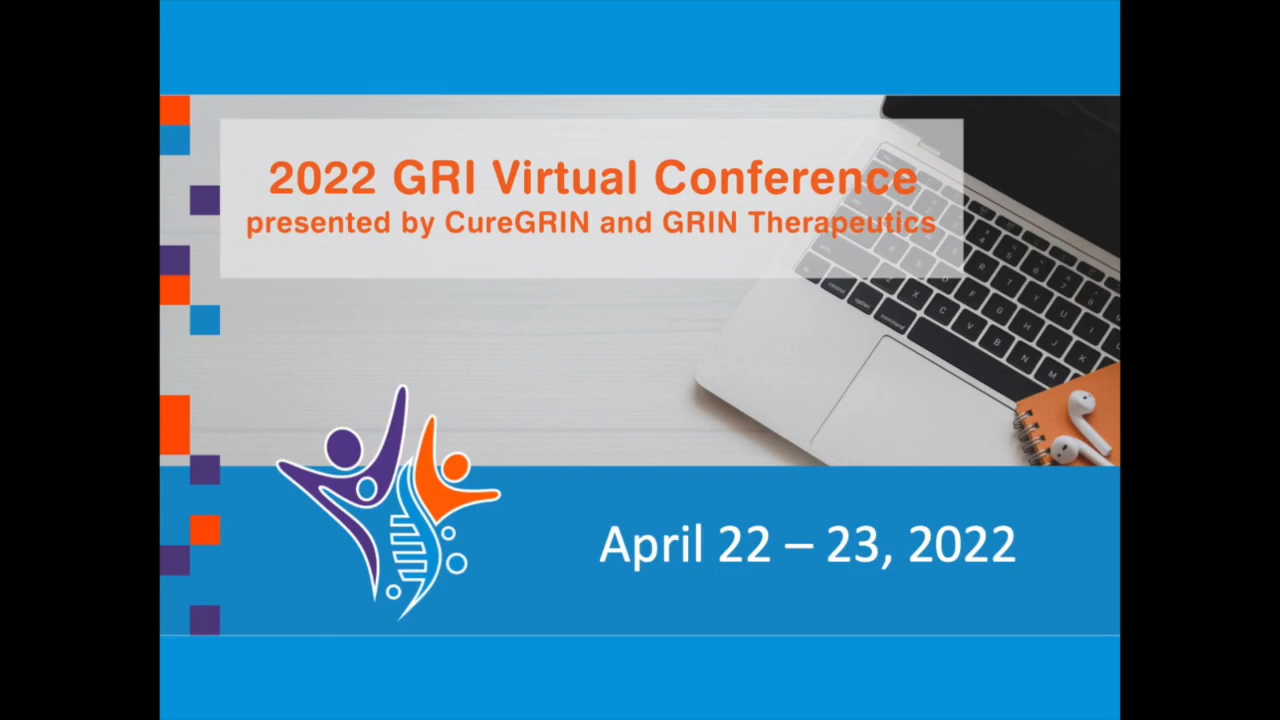 2022 GRI Virtual Conference
presented by CureGRIN and GRIN Therapeutics
April 22 – 23, 2022